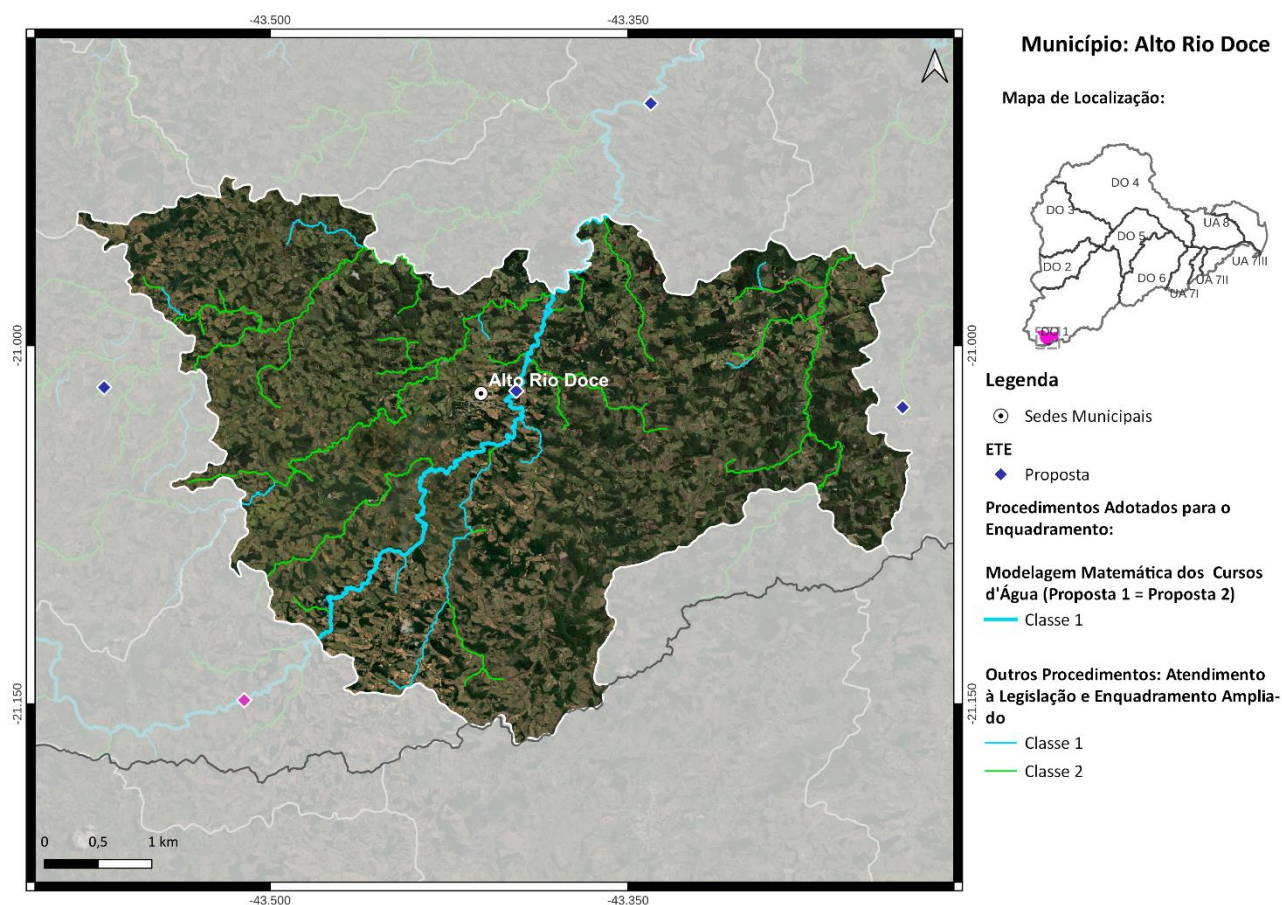 -43.500
-43.350
Município: Alto Rio Doce
Mapa de Localização:
DO 4
DO 3
UA 8
DO 5
UA 7III
DO 2
DO 6
UA 7II
UA 7I
DO 1
-21.000
-21.000
Alto Rio Doce
Legenda
Sedes Municipais
ETE
Proposta
Procedimentos Adotados para o
Enquadramento:
Modelagem Matemática dos Cursos
d'Água (Proposta 1 = Proposta 2)
Classe 1
Outros Procedimentos: Atendimento
à Legislação e Enquadramento Amplia-
do
Classe 1
Classe 2
-21.150
-21.150
0 0,5 1 km
-43.500
-43.350